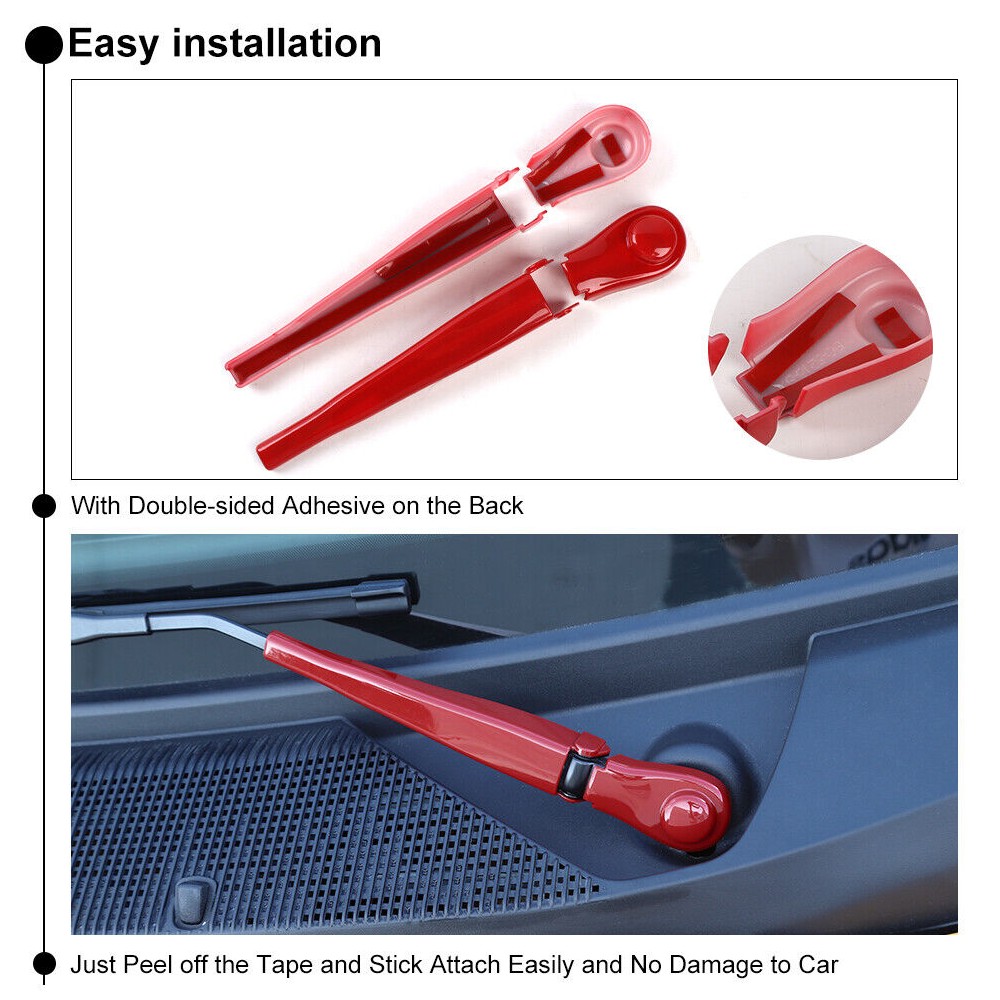 Easy installation
With Double-sided Adhesive on the Back
Just Peel off the Tape and Stick Attach Easily and No Damage to Car